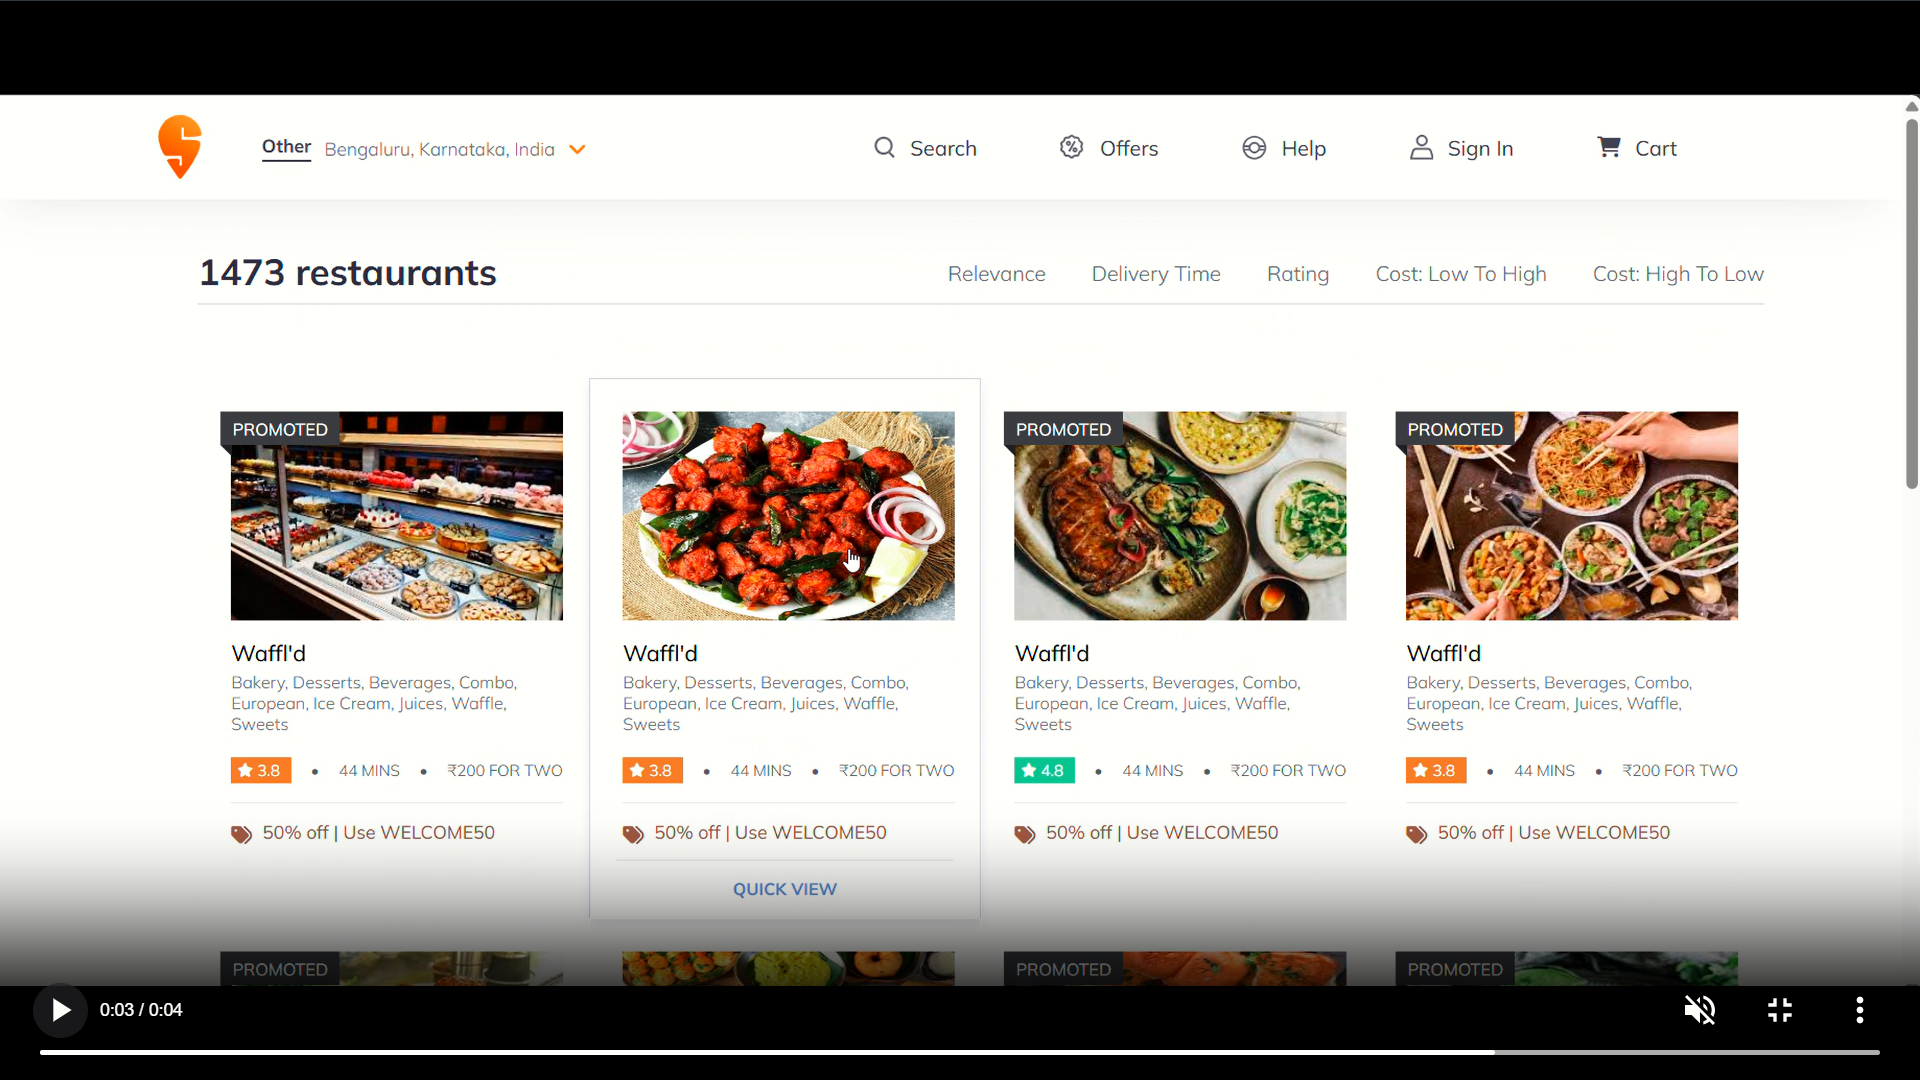 Other Bengaluru, Karnataka, India
Search
Offers
Help
Sign In
Cart
1473 restaurants
Relevance
Delivery Time
Rating
Cost: Low To High
Cost: High To Low
PROMOTED
Waffl'd
Bakery, Desserts, Beverages, Combo,
European, Ice Cream, Juices, Waffle,
Sweets
3.8 • 44 MINS • ₹200 FOR TWO
50% off | Use WELCOME50
Waffl'd
Bakery, Desserts, Beverages, Combo,
European, Ice Cream, Juices, Waffle,
Sweets
3.8 • 44 MINS • ₹200 FOR TWO
50% off | Use WELCOME50
QUICK VIEW
PROMOTED
Waffl'd
Bakery, Desserts, Beverages, Combo,
European, Ice Cream, Juices, Waffle,
Sweets
4.8 • 44 MINS • ₹200 FOR TWO
50% off | Use WELCOME50
PROMOTED
Waffl'd
Bakery, Desserts, Beverages, Combo,
European, Ice Cream, Juices, Waffle,
Sweets
3.8 • 44 MINS • ₹200 FOR TWO
50% off | Use WELCOME50
PROMOTED
PROMOTED
PROMOTED
0:03 / 0:04